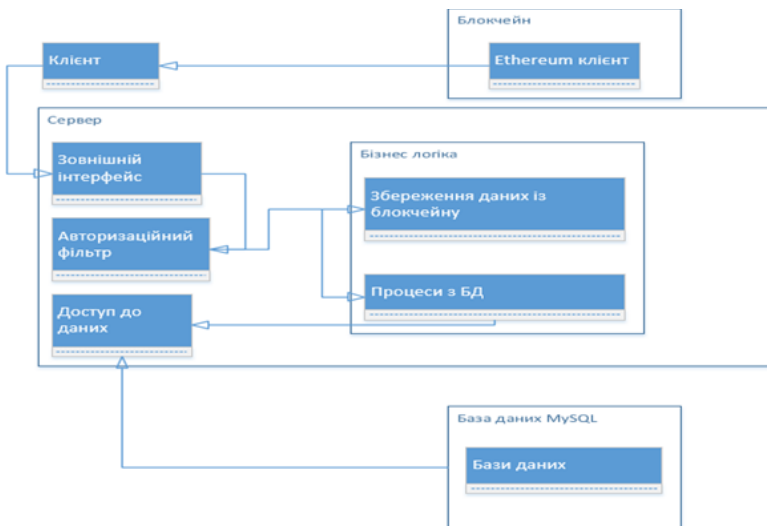 Блокчейн
Клієнт
Ethereum клієнт
Сервер
Зовнішній
інтерфейс
Бізнес логіка
Збереження даних із
блокчейну
Авторизаційний
фільтр
Процеси з БД
Доступ до
даних
База даних MySQL
Бази даних